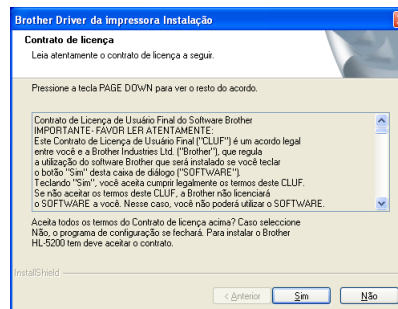 Brother Driver da impressora Instalação
Contrato de licença
Leia atentamente o contrato de licença a seguir.
Pressione a tecla PAGE DOWN para ver o resto do acordo.
Contrato de Licença de Usuário Final do Software Brother
IMPORTANTE- FAVOR LER ATENTAMENTE:
Este Contrato de Licença de Usuário Final ("CLUF") é um acordo legal
entre você e a Brother Industries Ltd. ("Brother"), que regula
a utilização do software Brother que será instalado se você teclar
o botão "Sim" desta caixa de diálogo ("SOFTWARE").
Teclando "Sim", você aceita cumprir legalmente os termos deste CLUF.
Se não aceitar os termos deste CLUF, a Brother não licenciará
o SOFTWARE a você. Nesse caso, você não poderá utilizar o SOFTWARE.
Aceita todos os termos do Contrato de licença acima? Caso seleccione
Não, o programa de configuração se fechará. Para instalar o Brother
HL-5200 tem deve aceitar o contrato.
InstallShield
< Anterior Sim Não